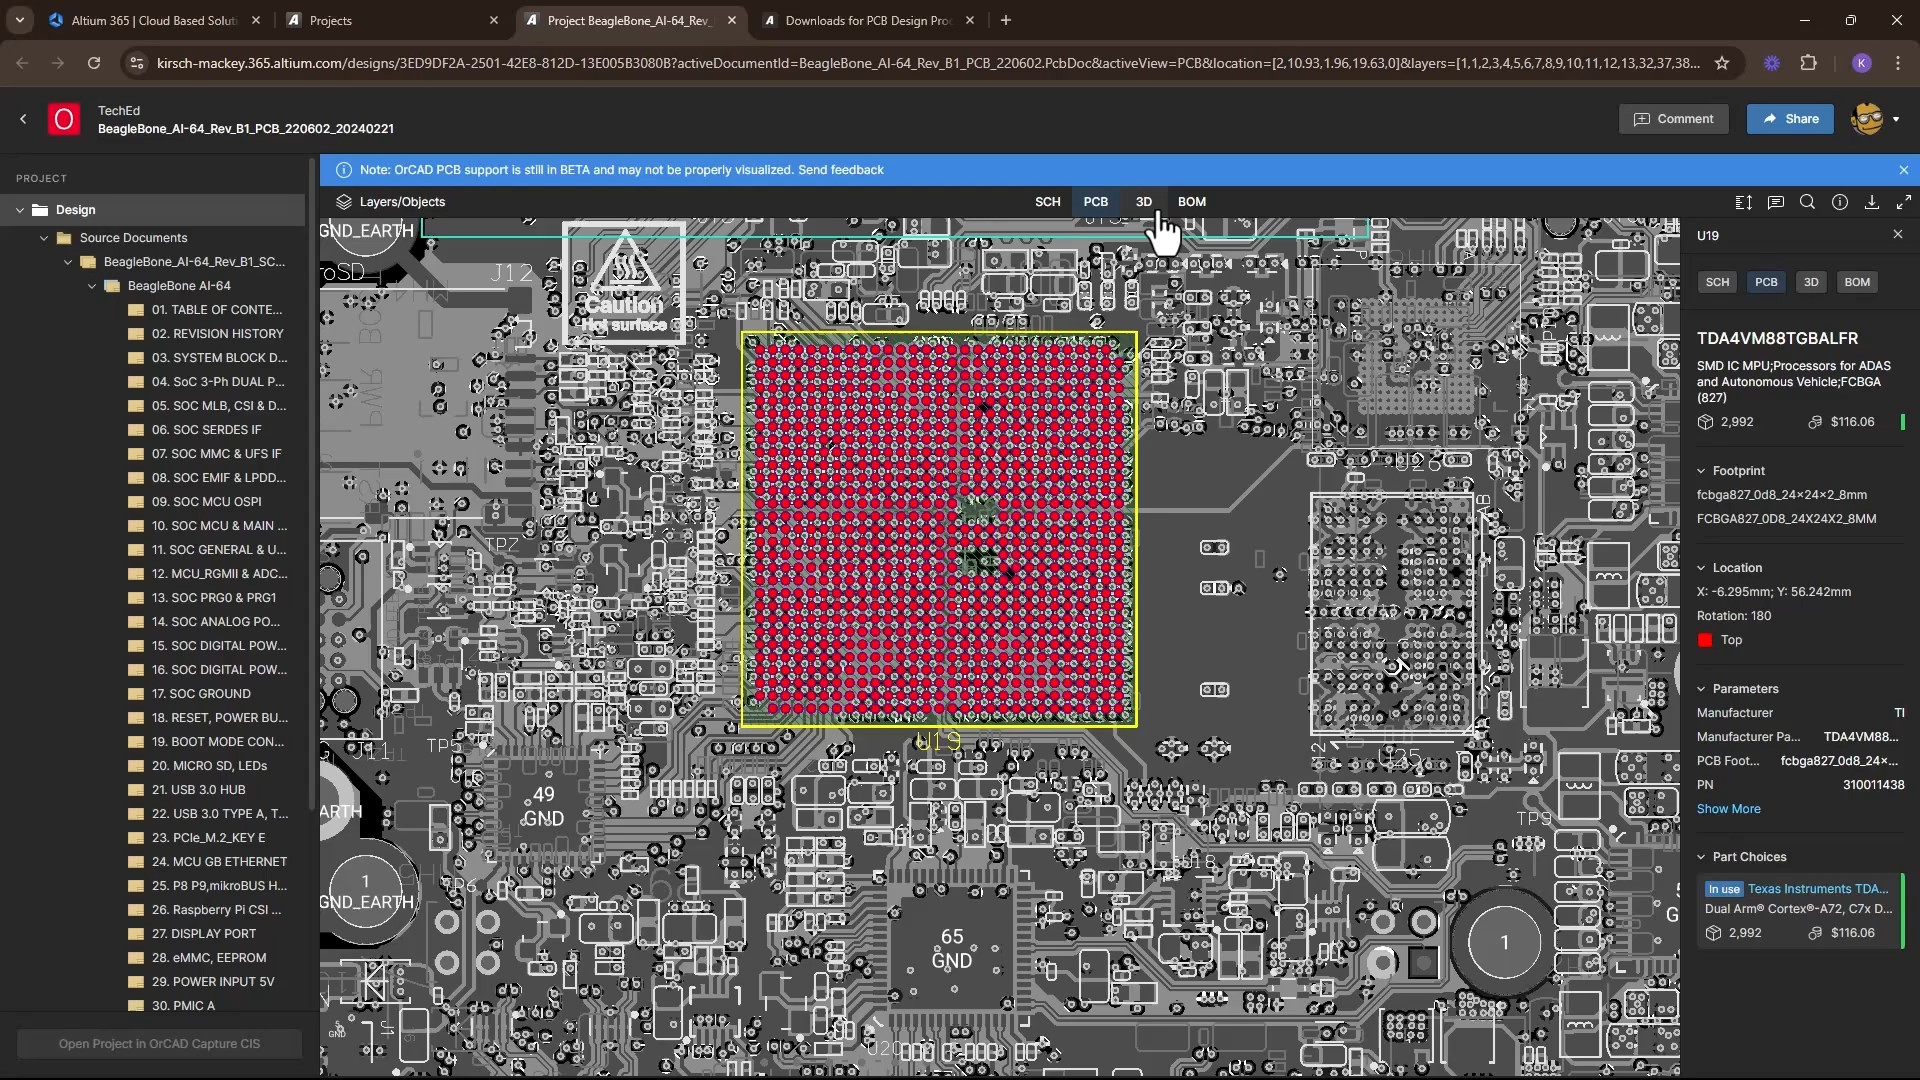 Altium 365 | Cloud Based Soluti
Projects
Project BeagleBone_AI-64_Rev_
Downloads for PCB Design Pro
kirsch-mackey.365.altium.com/designs/3ED9DF2A-2501-42E8-812D-13E005B3080B?activeDocumentId=BeagleBone_AI-64_Rev_B1_PCB_220602.PcbDoc&activeView=PCB&location=[2,10.93,1.96,19.63,0]&layers=[1,1,2,3,4,5,6,7,8,9,10,11,12,13,32,37,38...
K
TechEd
BeagleBone_AI-64_Rev_B1_PCB_220602_20240221
Comment
Share
PROJECT
Design
Source Documents
BeagleBone_AI-64_Rev_B1_SC...
BeagleBone AI-64
01. TABLE OF CONTE...
02. REVISION HISTORY
03. SYSTEM BLOCK D...
04. SoC 3-Ph DUAL P...
05. SOC MLB, CSI & D...
06. SOC SERDES IF
07. SOC MMC & UFS IF
08. SOC EMIF & LPDD...
09. SOC MCU OSPI
10. SOC MCU & MAIN ...
11. SOC GENERAL & U...
12. MCU_RGMII & ADC...
13. SOC PRG0 & PRG1
14. SOC ANALOG PO...
15. SOC DIGITAL POW...
16. SOC DIGITAL POW...
17. SOC GROUND
18. RESET, POWER BU...
19. BOOT MODE CON...
20. MICRO SD, LEDs
21. USB 3.0 HUB
22. USB 3.0 TYPE A, T...
23. PCIe_M.2_KEY E
24. MCU GB ETHERNET
25. P8 P9,mikroBUS H...
26. Raspberry Pi CSI ...
27. DISPLAY PORT
28. eMMC, EEPROM
29. POWER INPUT 5V
30. PMIC A
Open Project in OrCAD Capture CIS
Note: OrCAD PCB support is still in BETA and may not be properly visualized. Send feedback
Layers/Objects
SCH
PCB
3D
BOM
GND_EARTH
oSD
J12
Caution
Hot surface
U26
TPZ
U19
J11
TP5
49
GND
ARTH
U25
TP9
U18
1
GND_EARTH
TP6
65
GND
1
J1
GND
U20
U19
SCH
PCB
3D
BOM
TDA4VM88TGBALFR
SMD IC MPU;Processors for ADAS
and Autonomous Vehicle;FCBGA
(827)
2,992
$116.06
Footprint
fcbga827_0d8_24x24x2_8mm
FCBGA827_0D8_24X24X2_8MM
Location
X: -6.295mm; Y: 56.242mm
Rotation: 180
Top
Parameters
Manufacturer TI
Manufacturer Pa... TDA4VM88...
PCB Foot... fcbga827_0d8_24x...
PN 310011438
Show More
Part Choices
In use Texas Instruments TDA...
Dual Arm® Cortex®-A72, C7x D...
2,992
$116.06